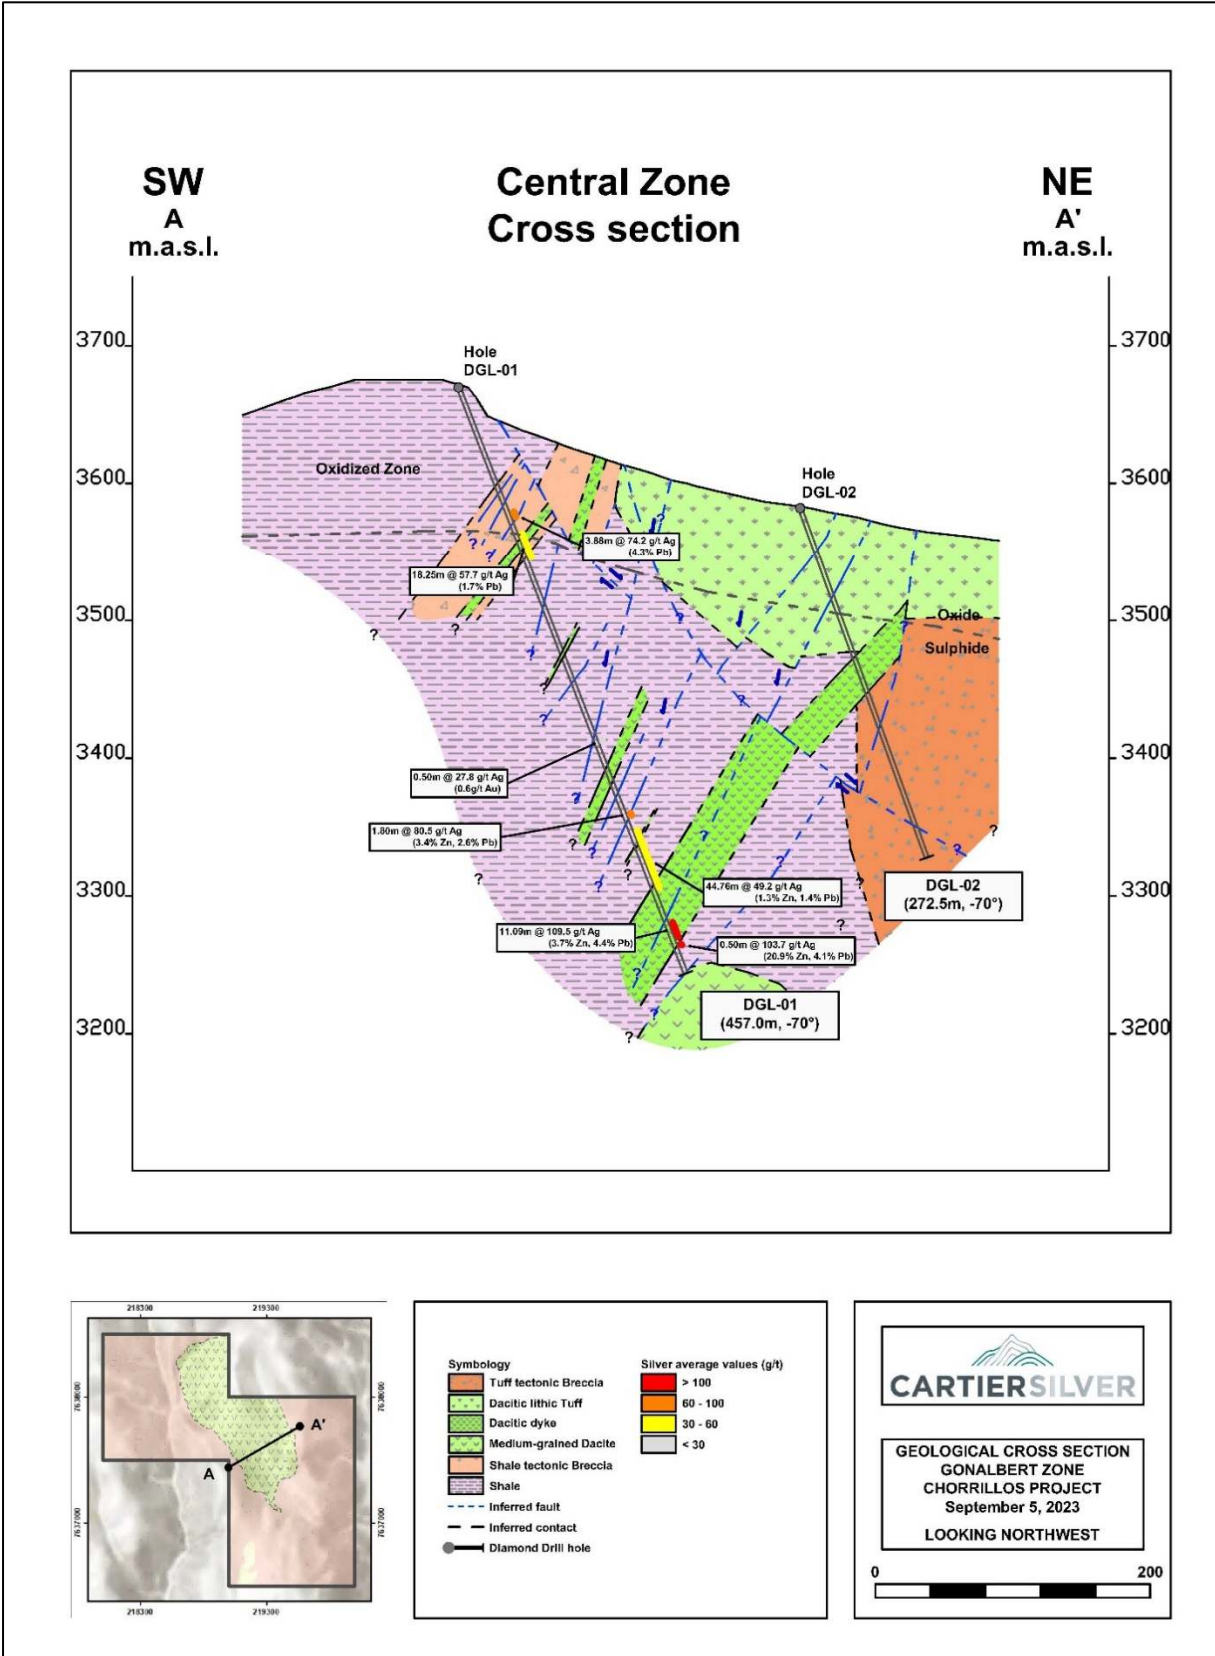 SW
A
m.a.s.l.
Central Zone
Cross section
NE
A'
m.a.s.l.
3700
3600
3500
3400
3300
3200
3700
3600
3500
3400
3300
3200
Hole
DGL-01
Oxidized Zone
Hole
DGL-02
3.88m @ 74.2 g/t Ag
(4.3% Pb)
18.25m @ 57.7 g/t Ag
(1.7% Pb)
Oxide
Sulphide
0.50m @ 27.8 g/t Ag
(0.6g/t Au)
1.80m @ 80.5 g/t Ag
(3.4% Zn, 2.6% Pb)
44.76m @ 49.2 g/t Ag
(1.3% Zn, 1.4% Pb)
11.09m @ 109.5 g/t Ag
(3.7% Zn, 4.4% Pb)
0.50m @ 103.7 g/t Ag
(20.9% Zn, 4.1% Pb)
DGL-02
(272.5m, -70°)
DGL-01
(457.0m, -70°)
? ? ? ? ? ? ? ? ? ? ? ? ? ? ? ? ? ? ? ? ? ? ? ? ? ? ? ?
218300 219300
7638000 7638000
A A'
7637000 7637000
218300 219300
Symbology
Tuff tectonic Breccia
Dacitic lithic Tuff
Dacitic dyke
Medium-grained Dacite
Shale tectonic Breccia
Shale
Inferred fault
Inferred contact
Diamond Drill hole
Silver average values (g/t)
> 100
60 - 100
30 - 60
< 30
CARTIERSILVER
GEOLOGICAL CROSS SECTION
GONALBERT ZONE
CHORRILLOS PROJECT
September 5, 2023
LOOKING NORTHWEST
0 200